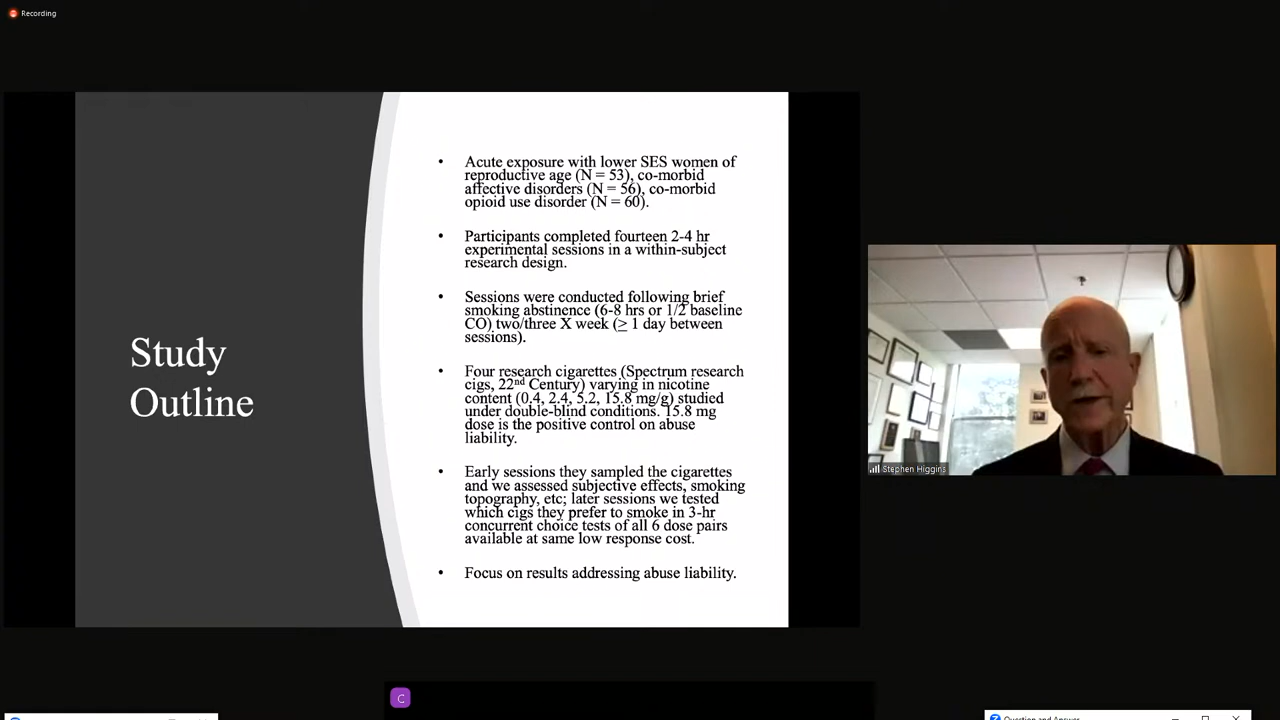 Recording
Study
Outline
• Acute exposure with lower SES women of
reproductive age (N = 53), co-morbid
affective disorders (N = 56), co-morbid
opioid use disorder (N = 60).
• Participants completed fourteen 2-4 hr
experimental sessions in a within-subject
research design.
• Sessions were conducted following brief
smoking abstinence (6-8 hrs or 1/2 baseline
CO) two/three X week (≥ 1 day between
sessions).
• Four research cigarettes (Spectrum research
cigs, 22nd Century) varying in nicotine
content (0.4, 2.4, 5.2, 15.8 mg/g) studied
under double-blind conditions. 15.8 mg
dose is the positive control on abuse
liability.
• Early sessions they sampled the cigarettes
and we assessed subjective effects, smoking
topography, etc; later sessions we tested
which cigs they prefer to smoke in 3-hr
concurrent choice tests of all 6 dose pairs
available at same low response cost.
• Focus on results addressing abuse liability.
Stephen Higgins
C
Question and Answer